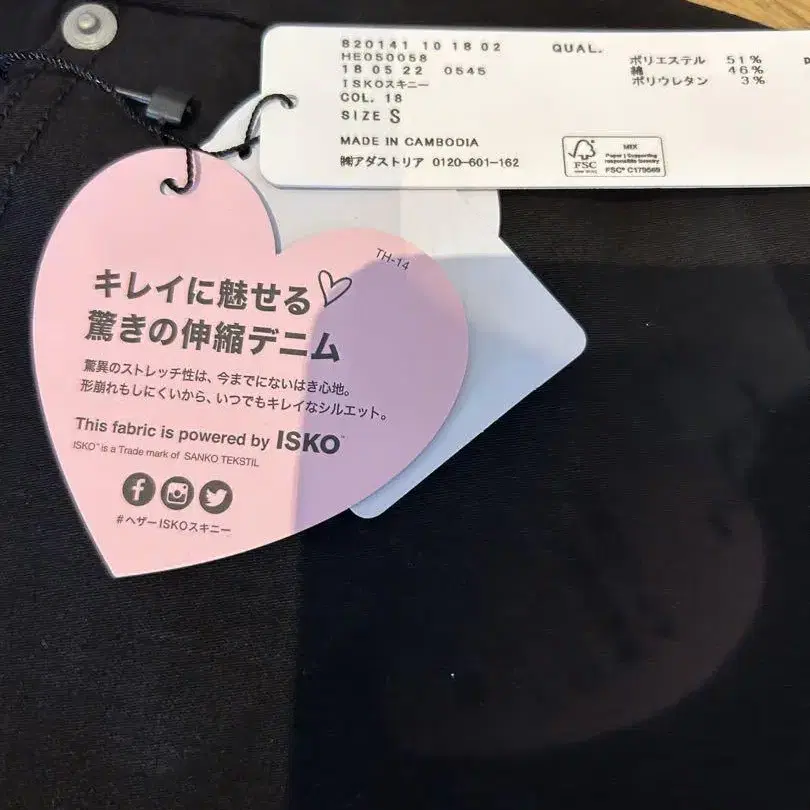 820141 10 18 02 QUAL.
HE050058
18 05 22 0545
ISKOスキニー
COL. 18
SIZE S
ポリエステル 51%
綿 46%
ポリウレタン 3%
MADE IN CAMBODIA
㈱アダストリア 0120-601-162
FSC
MIX
Paper | Supporting
responsible forestry
FSC® C179569
TH-14
キレイに魅せる
驚きの伸縮デニム
驚異のストレッチ性は、今までにないはき心地。
形崩れもしにくいから、いつでもキレイなシルエット。
This fabric is powered by ISKO™
ISKO™ is a Trade mark of SANKO TEKSTIL
#ヘザーISKOスキニー